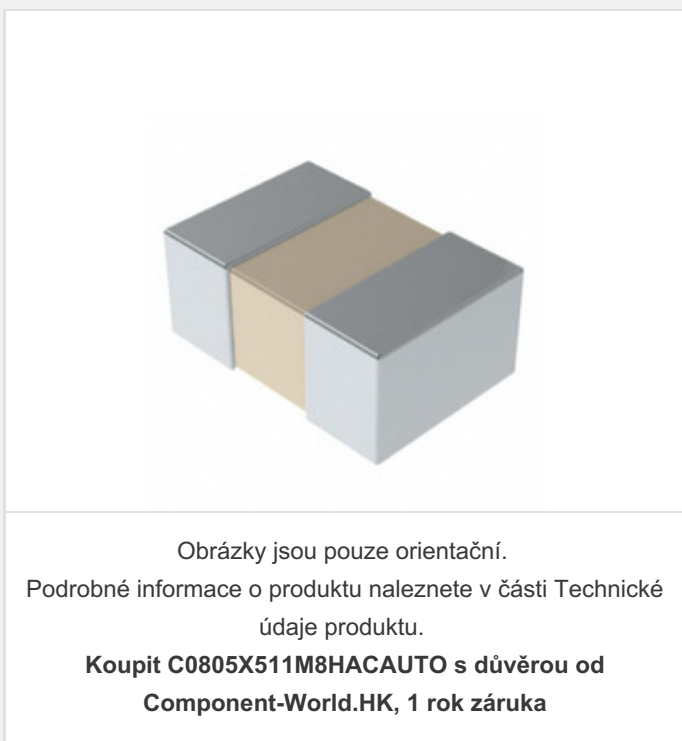 Obrázky jsou pouze orientační.
Podrobné informace o produktu naleznete v části Technické
údaje produktu.
Koupit C0805X511M8HACAUTO s důvěrou od
Component-World.HK, 1 rok záruka